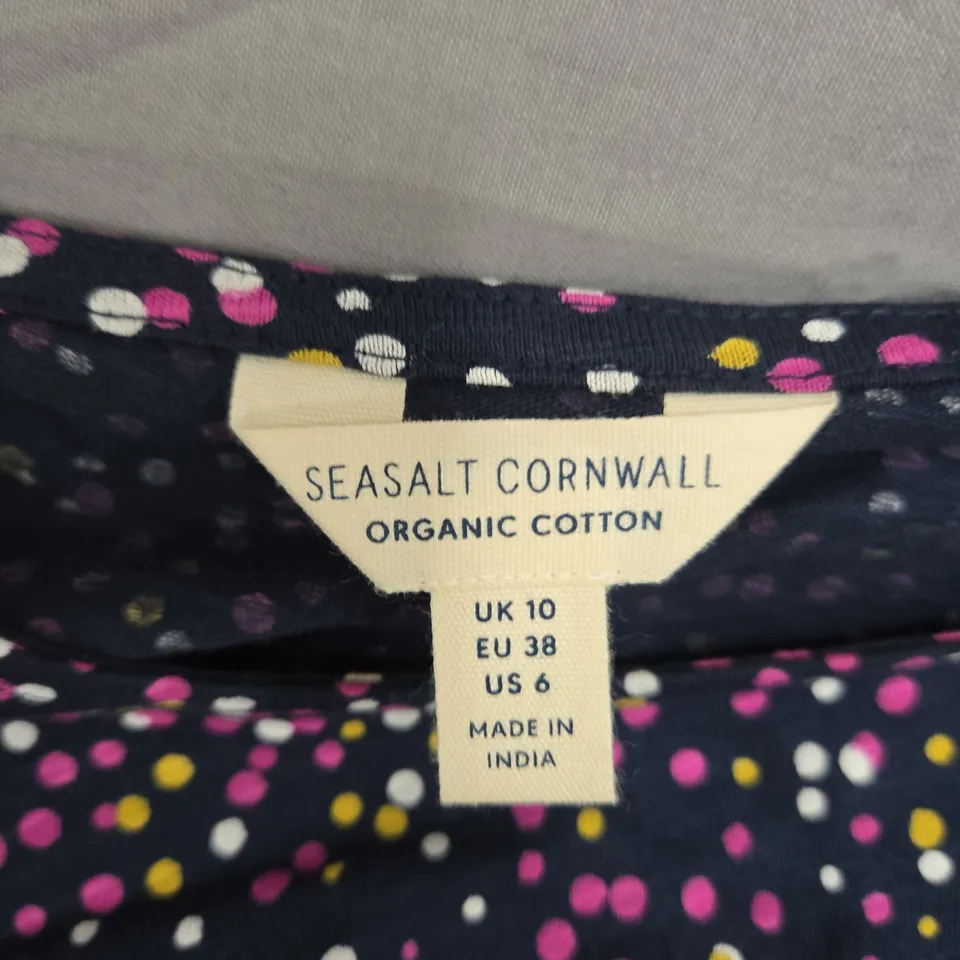 SEASALT CORNWALL
ORGANIC COTTON
UK 10
EU 38
US 6
MADE IN
INDIA